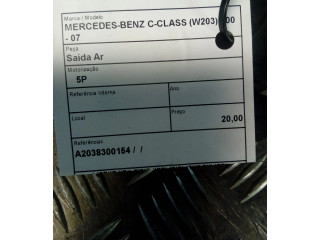 Marca / Modelo
MERCEDES-BENZ C-CLASS (W203) 00
- 07
Peça
Saida Ar
Motorização
5P
Referência Interna
Ano
Local
Preço
20,00
Referências
A2038300154 / /